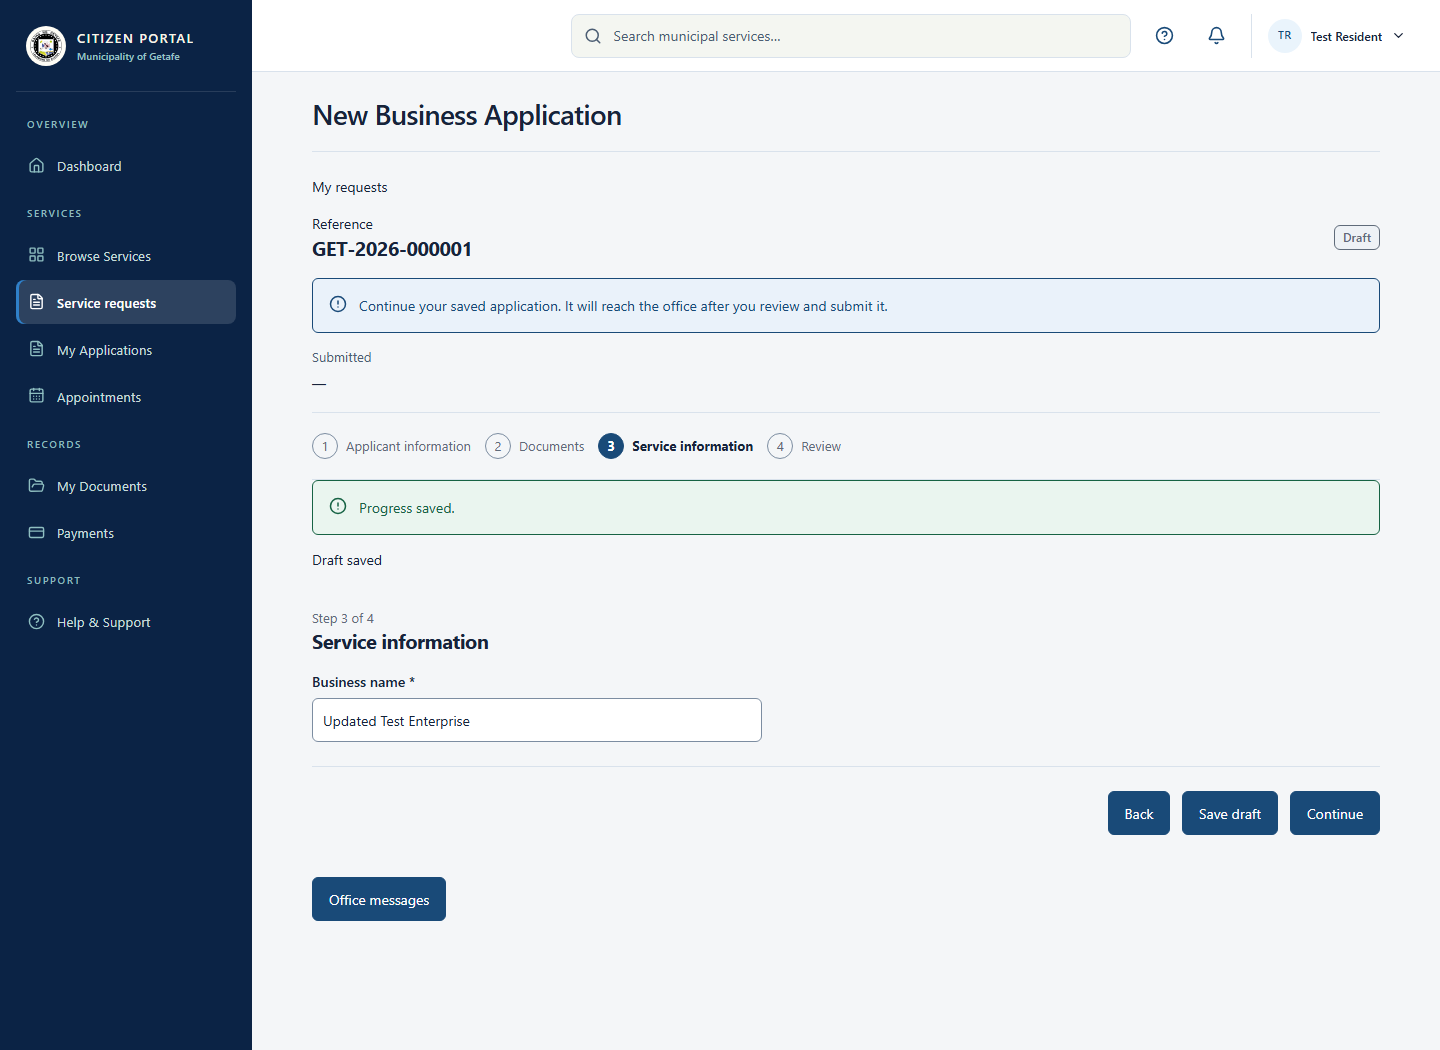 CITIZEN PORTAL
Municipality of Getafe
Search municipal services...
TR
Test Resident
OVERVIEW
Dashboard
SERVICES
Browse Services
Service requests
My Applications
Appointments
RECORDS
My Documents
Payments
SUPPORT
Help & Support
New Business Application
My requests
Reference
GET-2026-000001
Draft
Continue your saved application. It will reach the office after you review and submit it.
Submitted
—
1 Applicant information 2 Documents 3 Service information 4 Review
Progress saved.
Draft saved
Step 3 of 4
Service information
Business name *
Updated Test Enterprise
Back
Save draft
Continue
Office messages